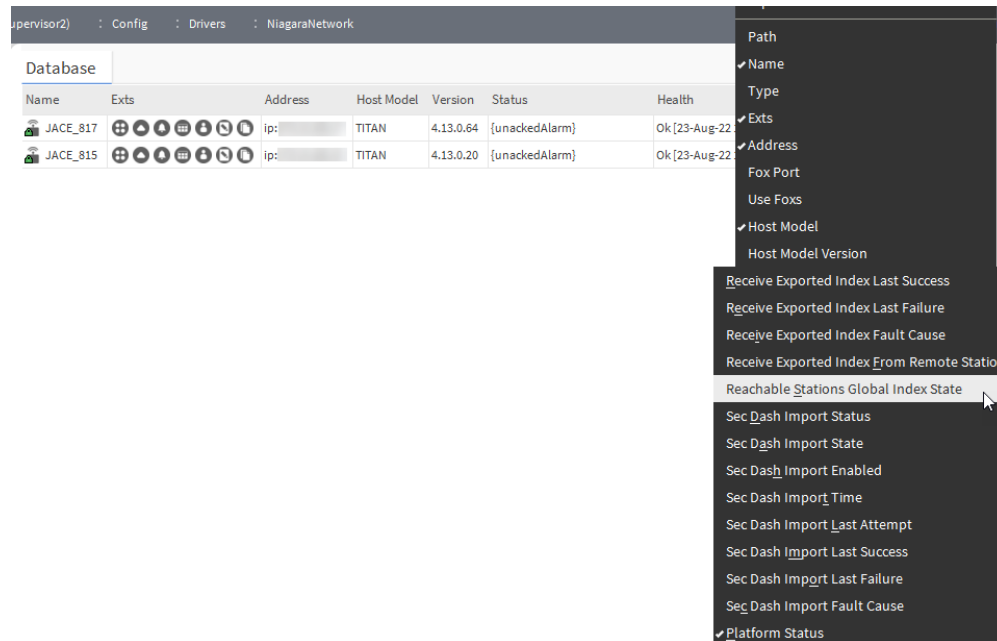 upervisor2) : Config : Drivers : NiagaraNetwork
Database
Name Exts Address Host Model Version Status Health
JACE_817 ip: TITAN 4.13.0.64 {unackedAlarm} Ok [23-Aug-22
JACE_815 ip: TITAN 4.13.0.20 {unackedAlarm} Ok [23-Aug-22
Path
Name
Type
Exts
Address
Fox Port
Use Foxs
Host Model
Host Model Version
Receive Exported Index Last Success
Receive Exported Index Last Failure
Receive Exported Index Fault Cause
Receive Exported Index From Remote Statio
Reachable Stations Global Index State
Sec Dash Import Status
Sec Dash Import State
Sec Dash Import Enabled
Sec Dash Import Time
Sec Dash Import Last Attempt
Sec Dash Import Last Success
Sec Dash Import Last Failure
Sec Dash Import Fault Cause
Platform Status